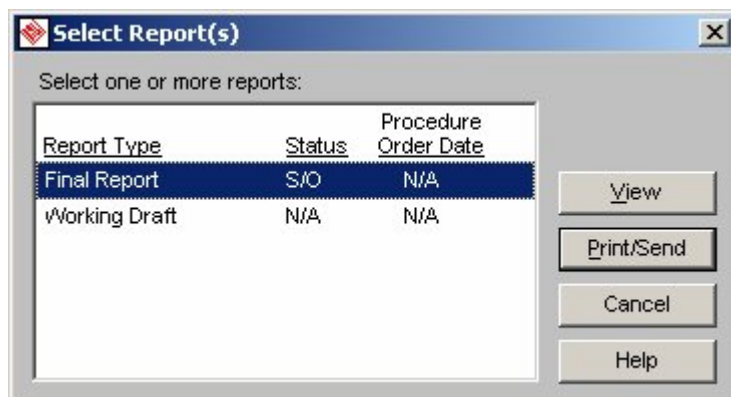 Select Report(s)
Select one or more reports:
Procedure
Report Type Status Order Date
Final Report S/O N/A
Working Draft N/A N/A
View
Print/Send
Cancel
Help